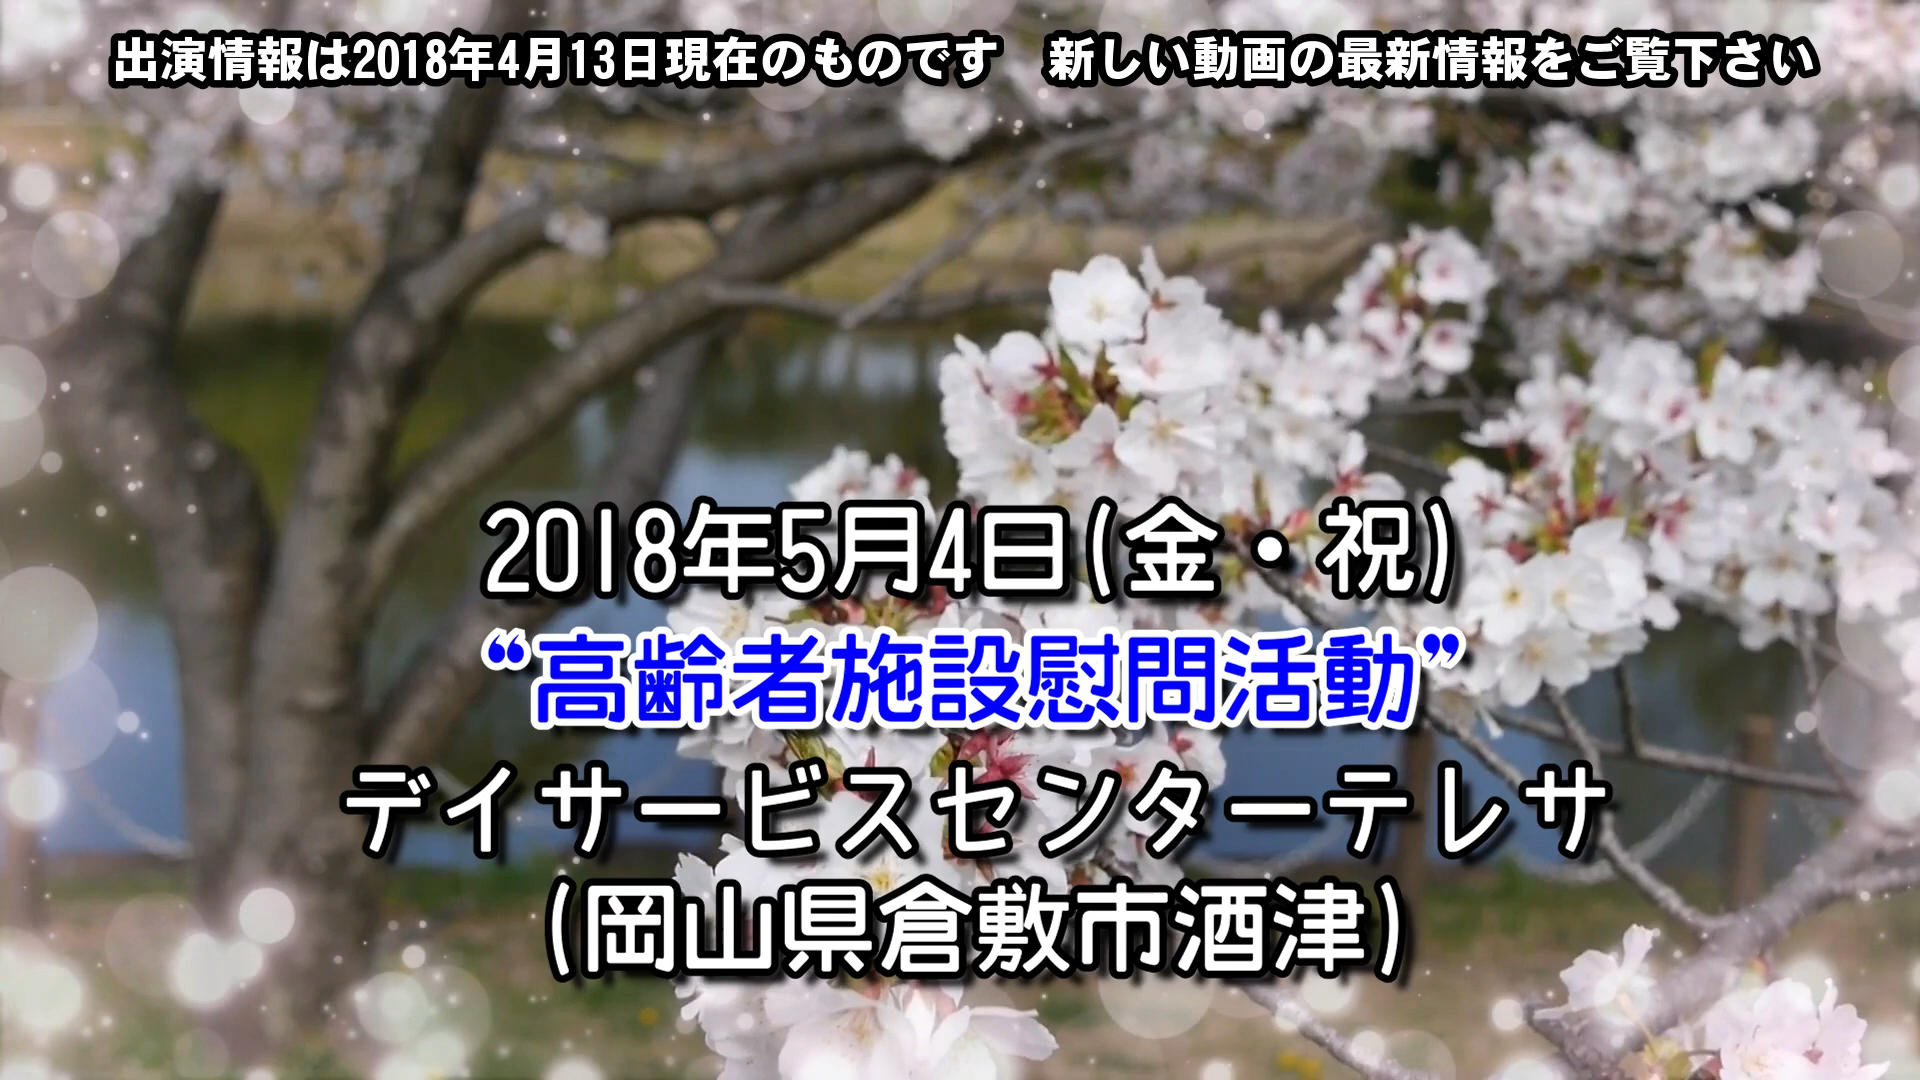 出演情報は2018年4月13日現在のものです　新しい動画の最新情報をご覧下さい
2018年5月4日(金・祝)
“高齢者施設慰問活動”
デイサービスセンターテレサ
(岡山県倉敷市酒津)